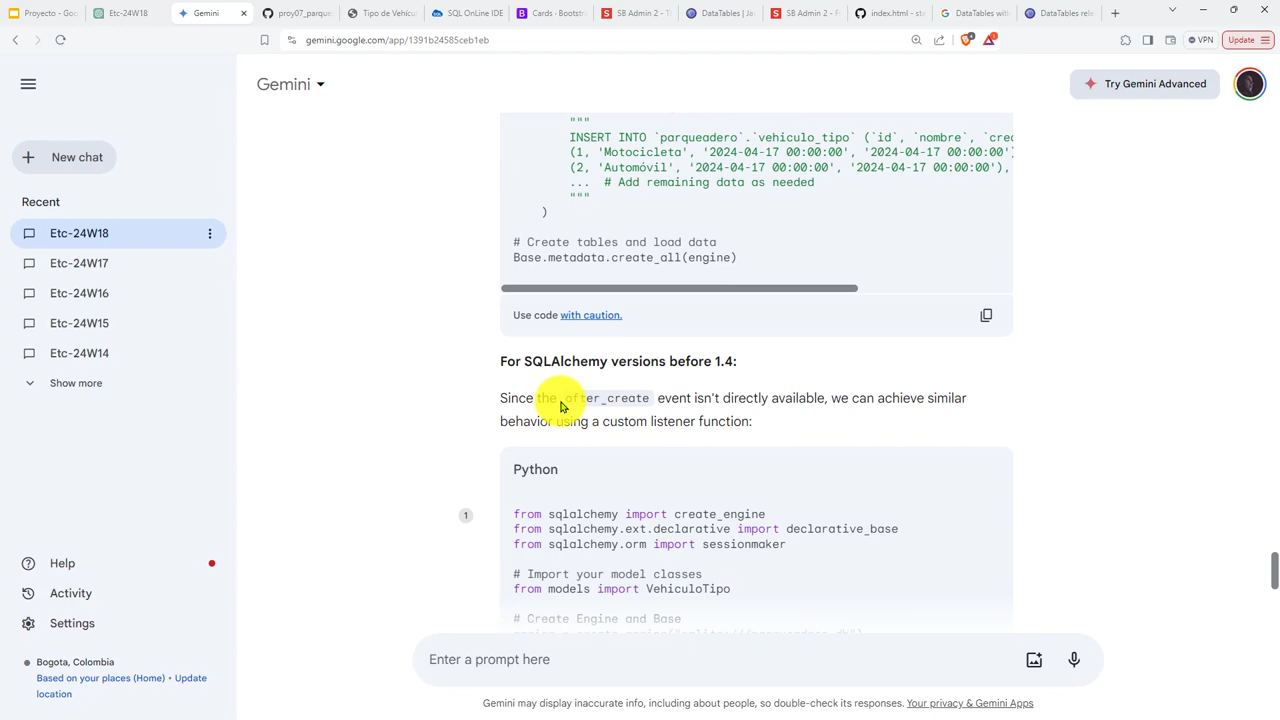 Proyecto - Goo
Etc-24W18
Gemini
proy07_parque
Tipo de Vehícu
SQL OnLine IDE
Cards · Bootstr
SB Admin 2 - T
DataTables | Ja
SB Admin 2 - F
index.html - sta
DataTables with
DataTables rele
gemini.google.com/app/1391b24585ceb1eb
VPN
Update
Gemini
Try Gemini Advanced
New chat
Recent
Etc-24W18
Etc-24W17
Etc-24W16
Etc-24W15
Etc-24W14
Show more
Help
Activity
Settings
Bogota, Colombia
Based on your places (Home) • Update
location
"""
INSERT INTO `parqueadero`.`vehiculo_tipo` (`id`, `nombre`, `crea
(1, 'Motocicleta', '2024-04-17 00:00:00', '2024-04-17 00:00:00')
(2, 'Automóvil', '2024-04-17 00:00:00', '2024-04-17 00:00:00'),
... # Add remaining data as needed
"""
)
# Create tables and load data
Base.metadata.create_all(engine)
Use code with caution.
For SQLAlchemy versions before 1.4:
Since the after_create event isn't directly available, we can achieve similar
behavior using a custom listener function:
Python
1
from sqlalchemy import create_engine
from sqlalchemy.ext.declarative import declarative_base
from sqlalchemy.orm import sessionmaker
# Import your model classes
from models import VehiculoTipo
# Create Engine and Base
Enter a prompt here
Gemini may display inaccurate info, including about people, so double-check its responses. Your privacy & Gemini Apps